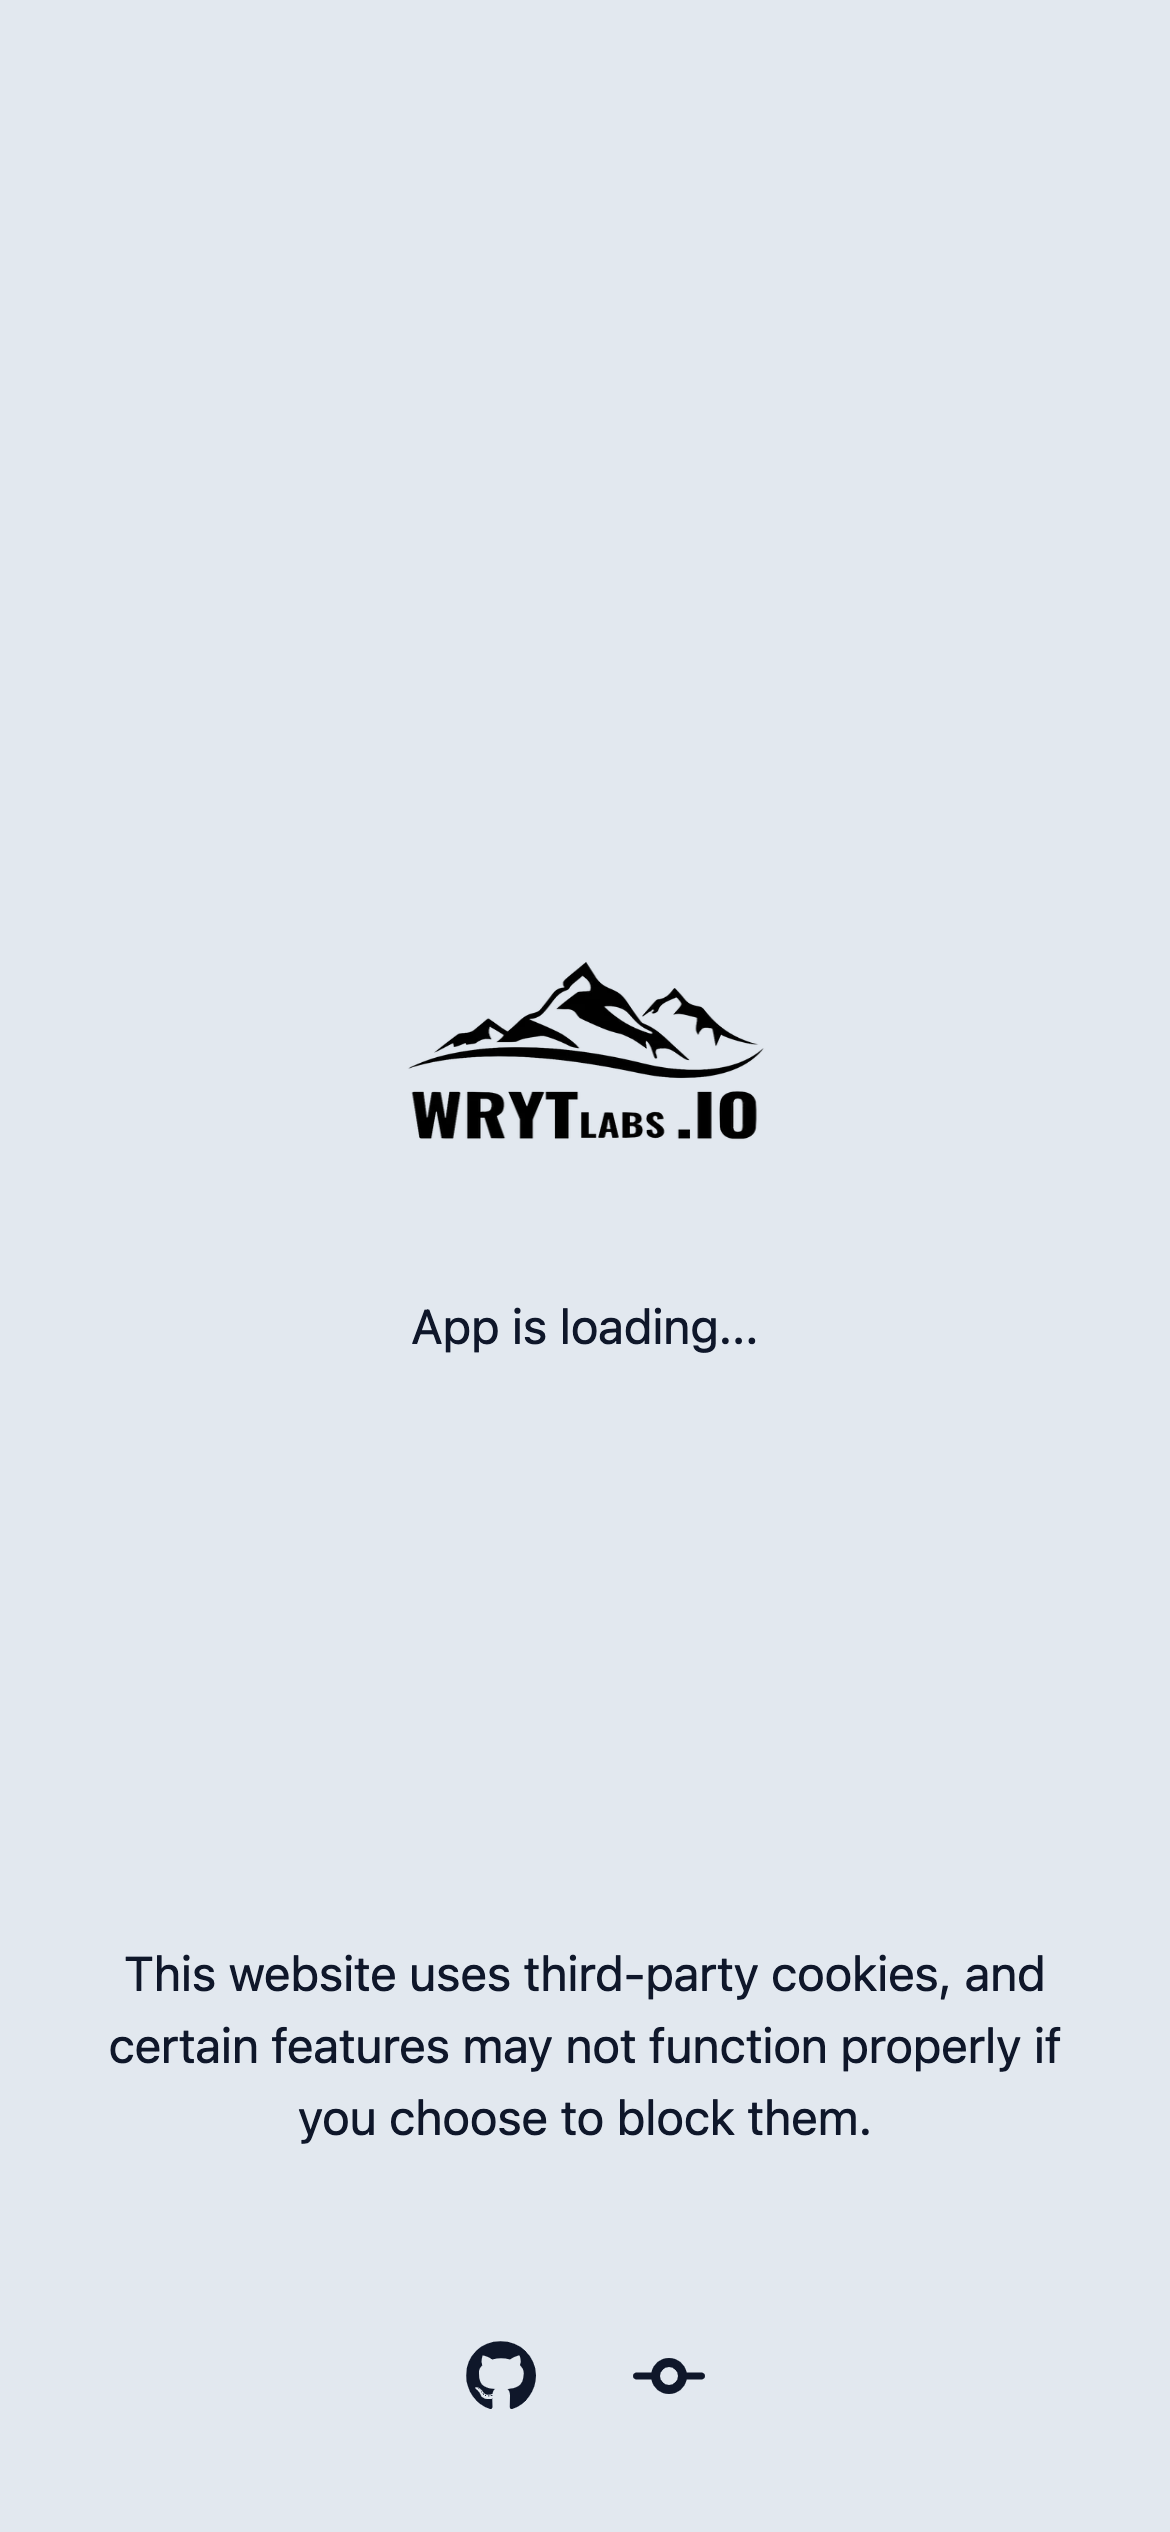 WRYTLABS .IO
App is loading...
This website uses third-party cookies, and
certain features may not function properly if
you choose to block them.